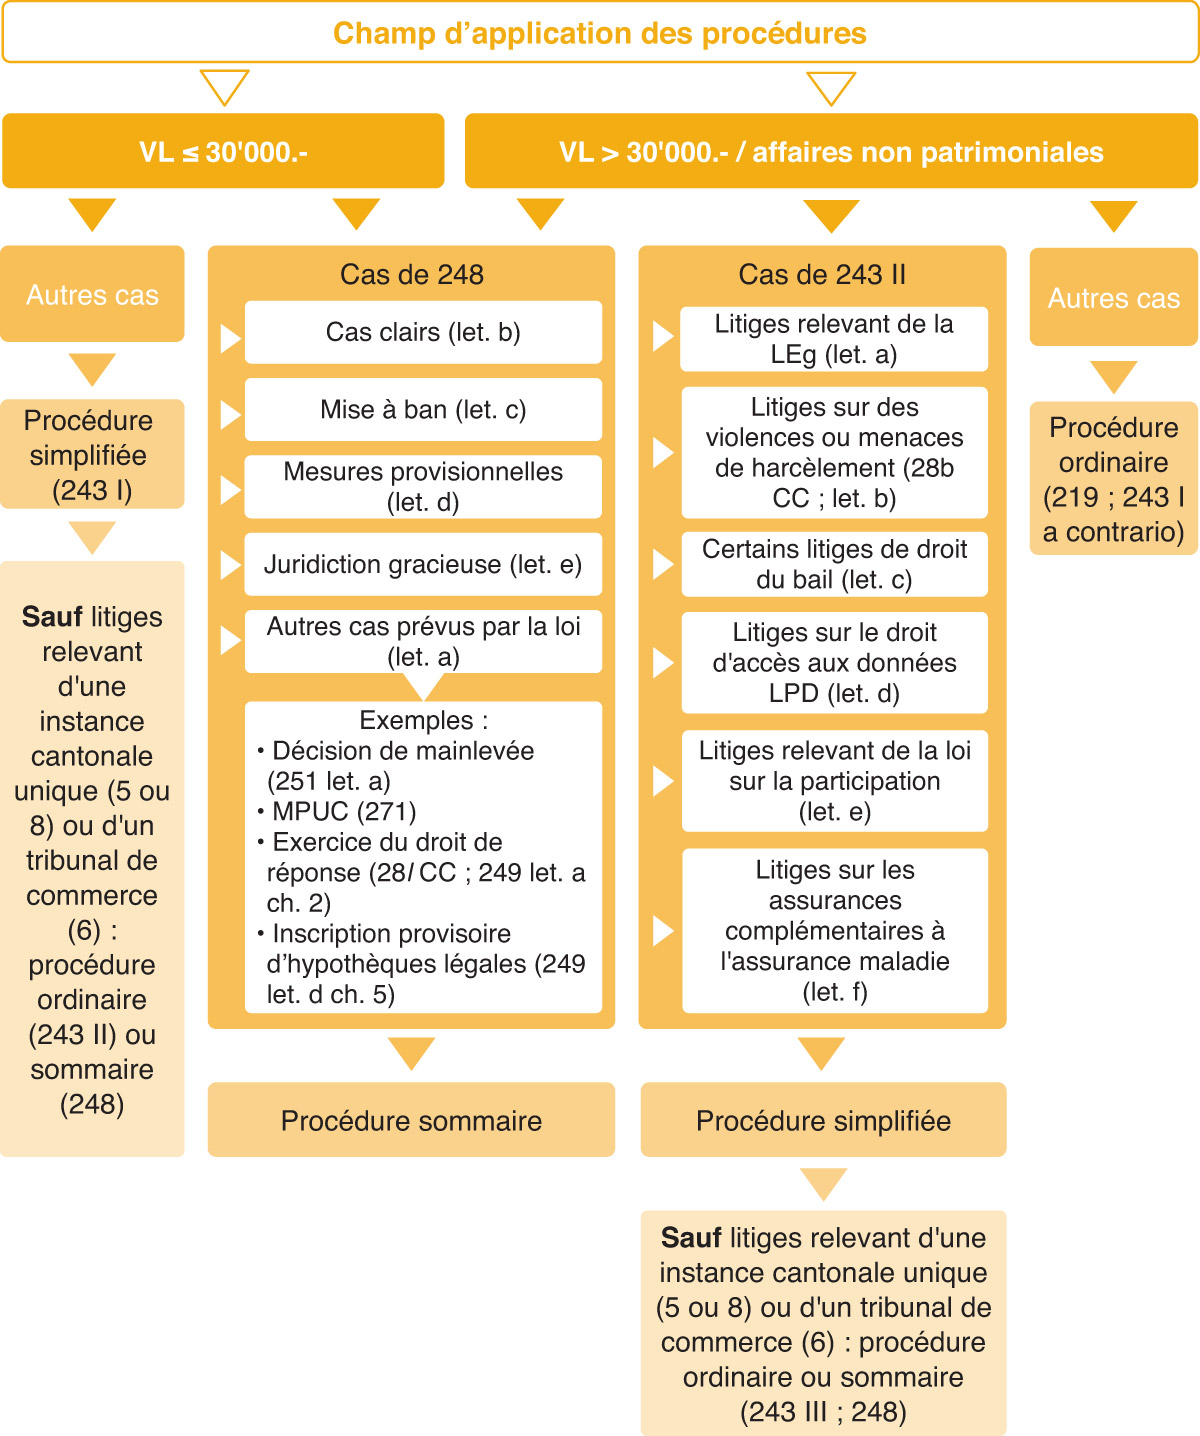 Champ d’application des procédures
VL ≤ 30'000.-
VL > 30'000.- / affaires non patrimoniales
Autres cas
Procédure
simplifiée
(243 I)
Sauf litiges
relevant
d'une
instance
cantonale
unique (5 ou
8) ou d'un
tribunal de
commerce
(6) :
procédure
ordinaire
(243 II) ou
sommaire
(248)
Cas de 248
Cas clairs (let. b)
Mise à ban (let. c)
Mesures provisionnelles
(let. d)
Juridiction gracieuse (let. e)
Autres cas prévus par la loi
(let. a)
Exemples :
• Décision de mainlevée
(251 let. a)
• MPUC (271)
• Exercice du droit de
réponse (28l CC ; 249 let. a
ch. 2)
• Inscription provisoire
d’hypothèques légales (249
let. d ch. 5)
Procédure sommaire
Cas de 243 II
Litiges relevant de la
LEg (let. a)
Litiges sur des
violences ou menaces
de harcèlement (28b
CC ; let. b)
Certains litiges de droit
du bail (let. c)
Litiges sur le droit
d'accès aux données
LPD (let. d)
Litiges relevant de la loi
sur la participation
(let. e)
Litiges sur les
assurances
complémentaires à
l'assurance maladie
(let. f)
Procédure simplifiée
Sauf litiges relevant d'une
instance cantonale unique
(5 ou 8) ou d'un tribunal de
commerce (6) : procédure
ordinaire ou sommaire
(243 III ; 248)
Autres cas
Procédure
ordinaire
(219 ; 243 I
a contrario)